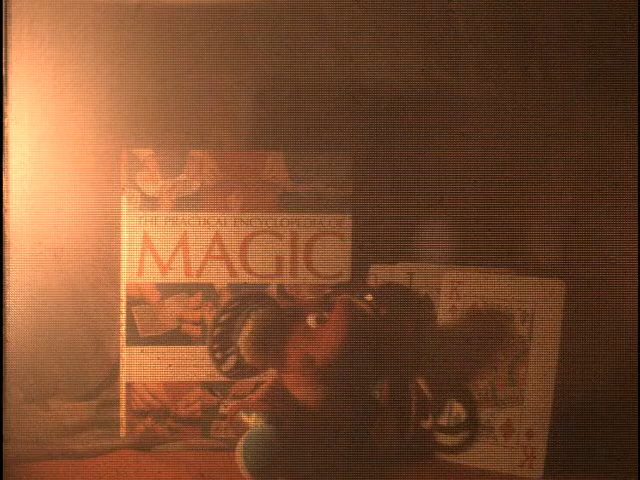 THE PRACTICAL ENCYCLOPEDIA OF
MAGIC
K
K